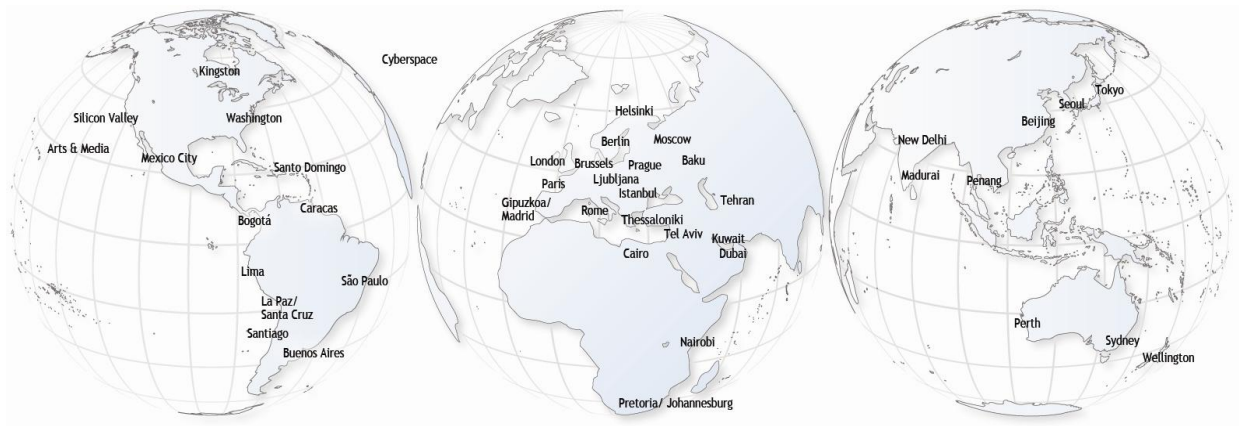 Kingston
Silicon Valley
Washington
Arts & Media
Mexico City
Santo Domingo
Caracas
Bogotá
Lima
São Paulo
La Paz/
Santa Cruz
Santiago
Buenos Aires
Cyberspace
Helsinki
Berlin
Moscow
London
Brussels
Prague
Baku
Paris
Ljubljana
Istanbul
Gipuzkoa/
Madrid
Rome
Tehran
Thessaloniki
Tel Aviv
Kuwait
Cairo
Dubai
Nairobi
Pretoria/ Johannesburg
Tokyo
Seoul
Beijing
New Delhi
Madurai
Penang
Perth
Sydney
Wellington